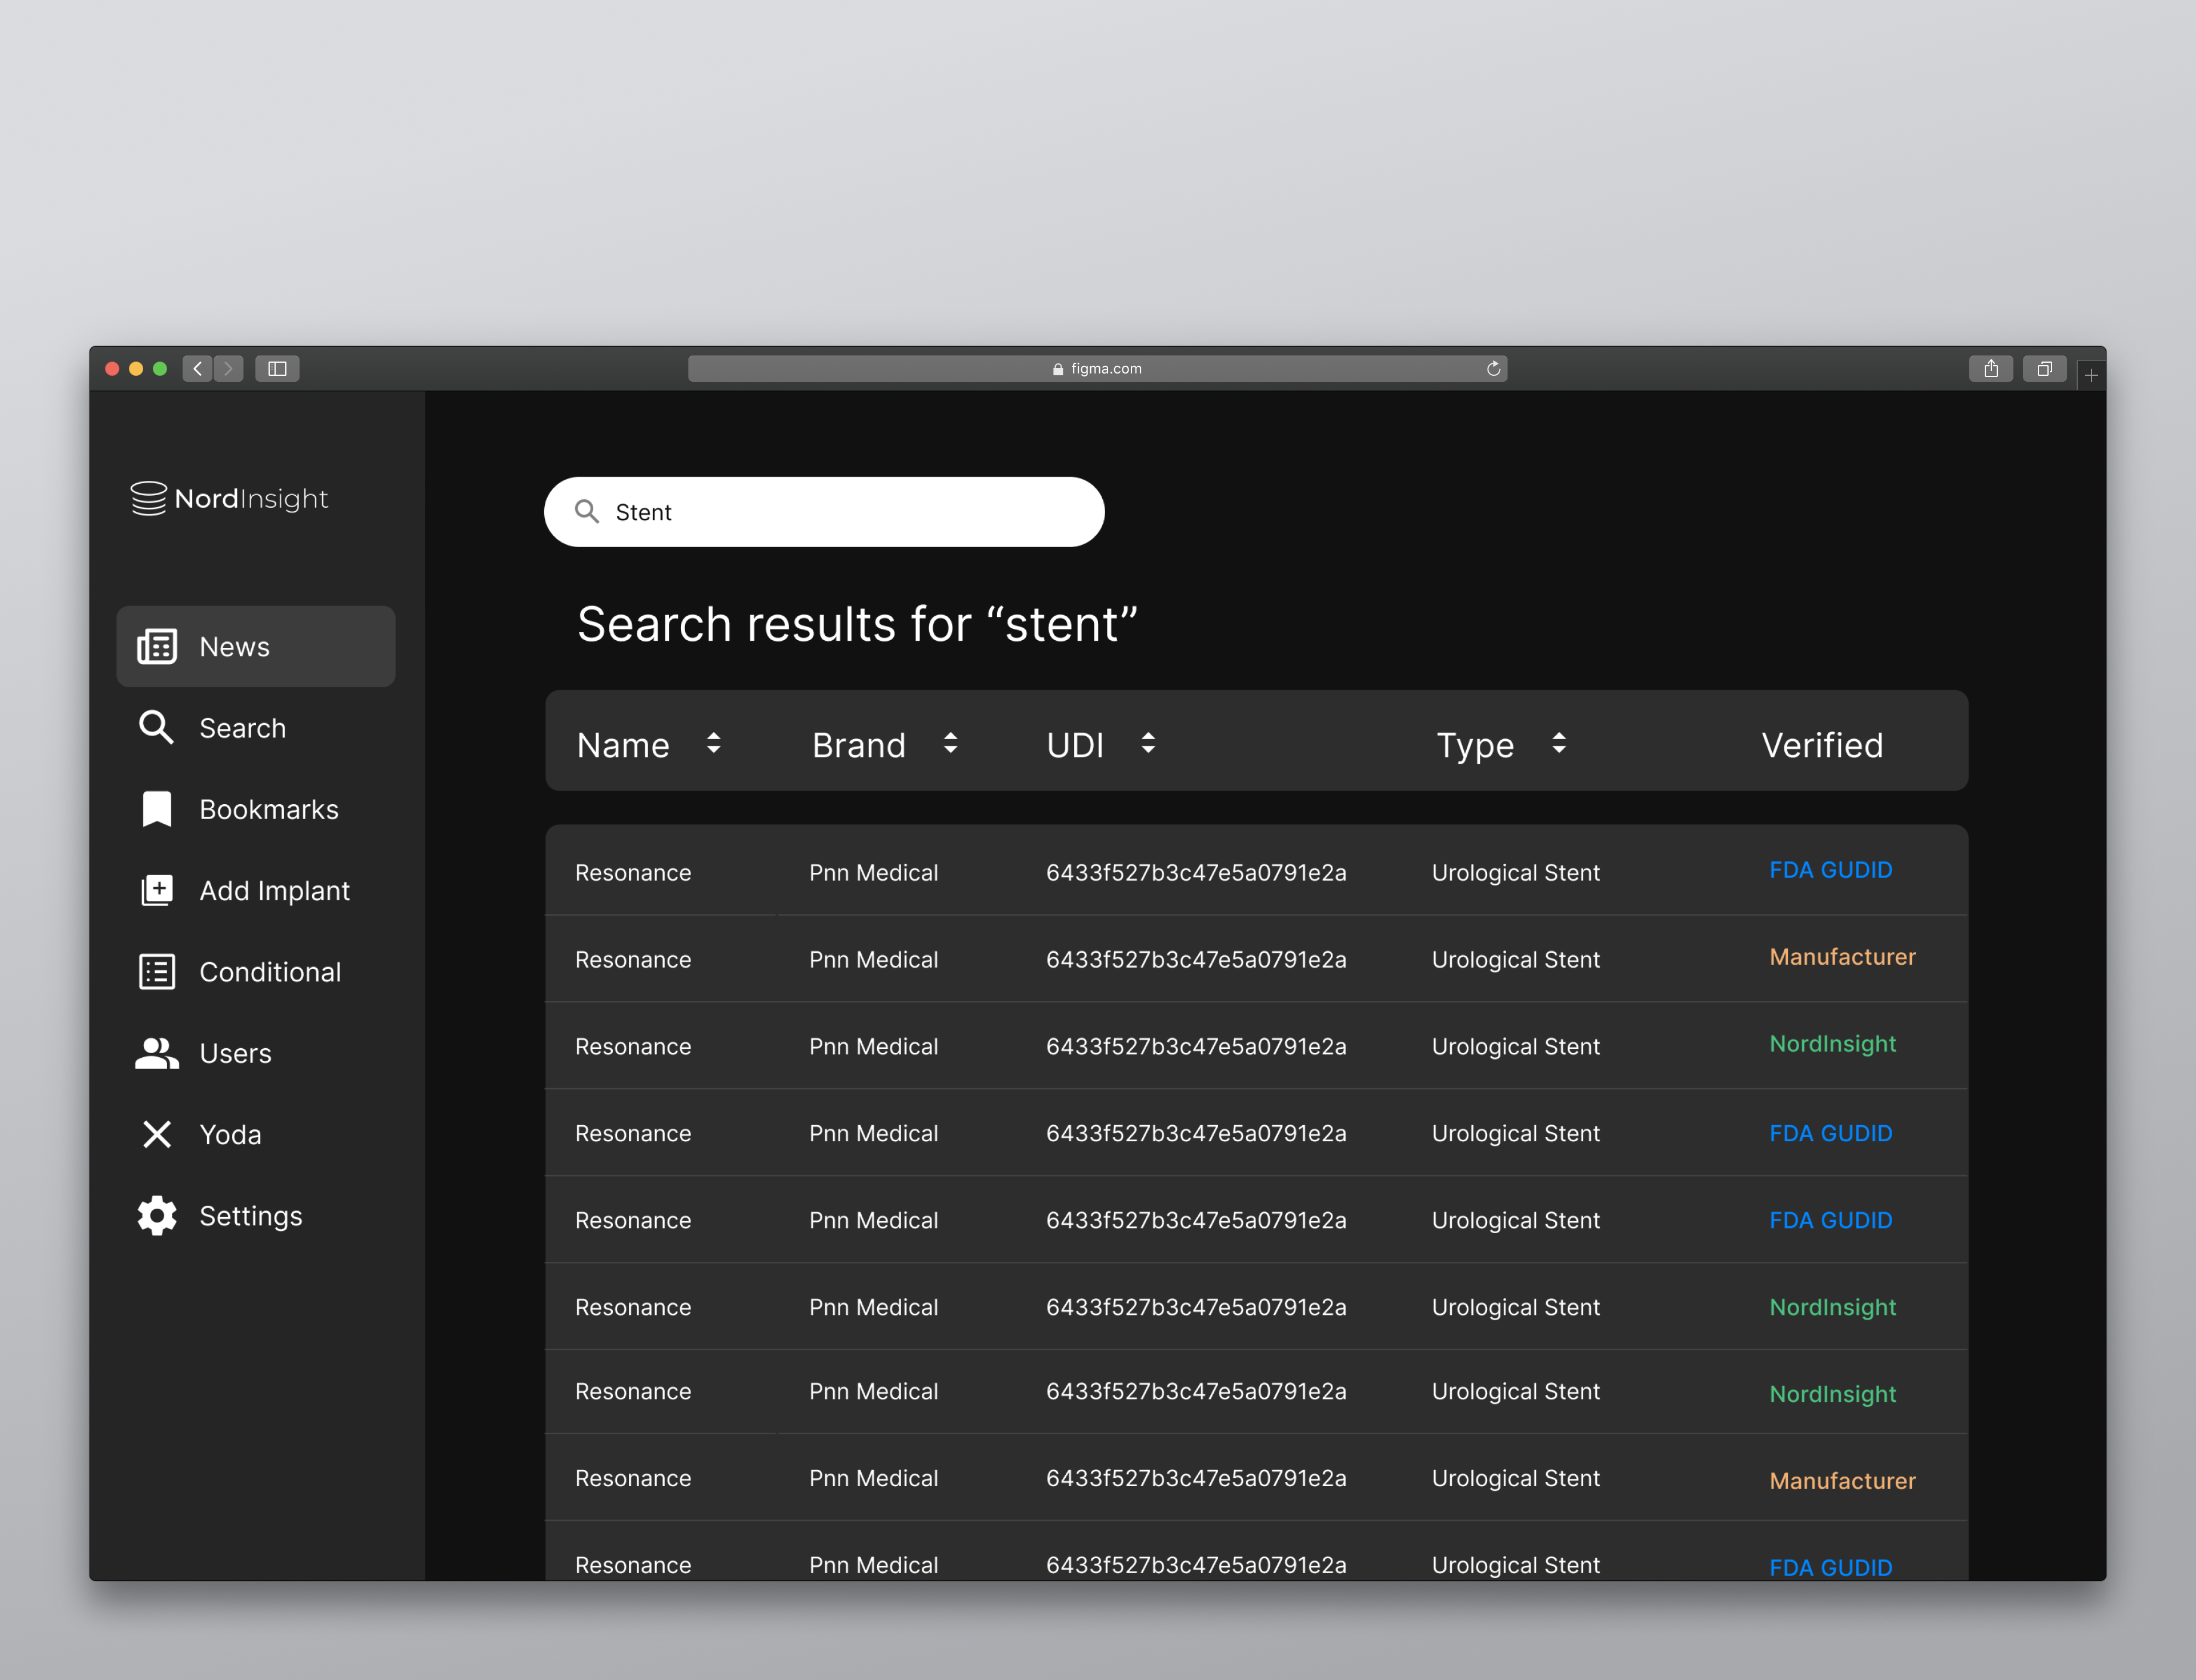 figma.com
NordInsight
News
Search
Bookmarks
Add Implant
Conditional
Users
Yoda
Settings
Stent
Search results for “stent”
Name Brand UDI Type Verified
Resonance Pnn Medical 6433f527b3c47e5a0791e2a Urological Stent FDA GUDID
Resonance Pnn Medical 6433f527b3c47e5a0791e2a Urological Stent Manufacturer
Resonance Pnn Medical 6433f527b3c47e5a0791e2a Urological Stent NordInsight
Resonance Pnn Medical 6433f527b3c47e5a0791e2a Urological Stent FDA GUDID
Resonance Pnn Medical 6433f527b3c47e5a0791e2a Urological Stent FDA GUDID
Resonance Pnn Medical 6433f527b3c47e5a0791e2a Urological Stent NordInsight
Resonance Pnn Medical 6433f527b3c47e5a0791e2a Urological Stent NordInsight
Resonance Pnn Medical 6433f527b3c47e5a0791e2a Urological Stent Manufacturer
Resonance Pnn Medical 6433f527b3c47e5a0791e2a Urological Stent FDA GUDID